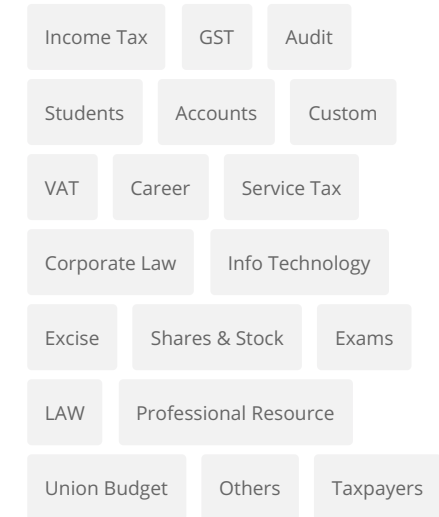 Income Tax GST Audit
Students Accounts Custom
VAT Career Service Tax
Corporate Law Info Technology
Excise Shares & Stock Exams
LAW Professional Resource
Union Budget Others Taxpayers